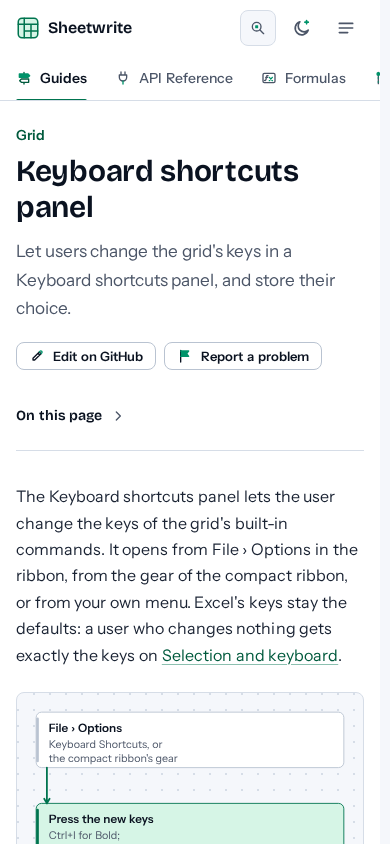 Sheetwrite
Guides
API Reference
Formulas
Grid
Keyboard shortcuts
panel
Let users change the grid's keys in a
Keyboard shortcuts panel, and store their
choice.
Edit on GitHub
Report a problem
On this page
The Keyboard shortcuts panel lets the user
change the keys of the grid's built-in
commands. It opens from File › Options in the
ribbon, from the gear of the compact ribbon,
or from your own menu. Excel's keys stay the
defaults: a user who changes nothing gets
exactly the keys on Selection and keyboard.
File › Options
Keyboard Shortcuts, or
the compact ribbon's gear
Press the new keys
Ctrl+I for Bold;